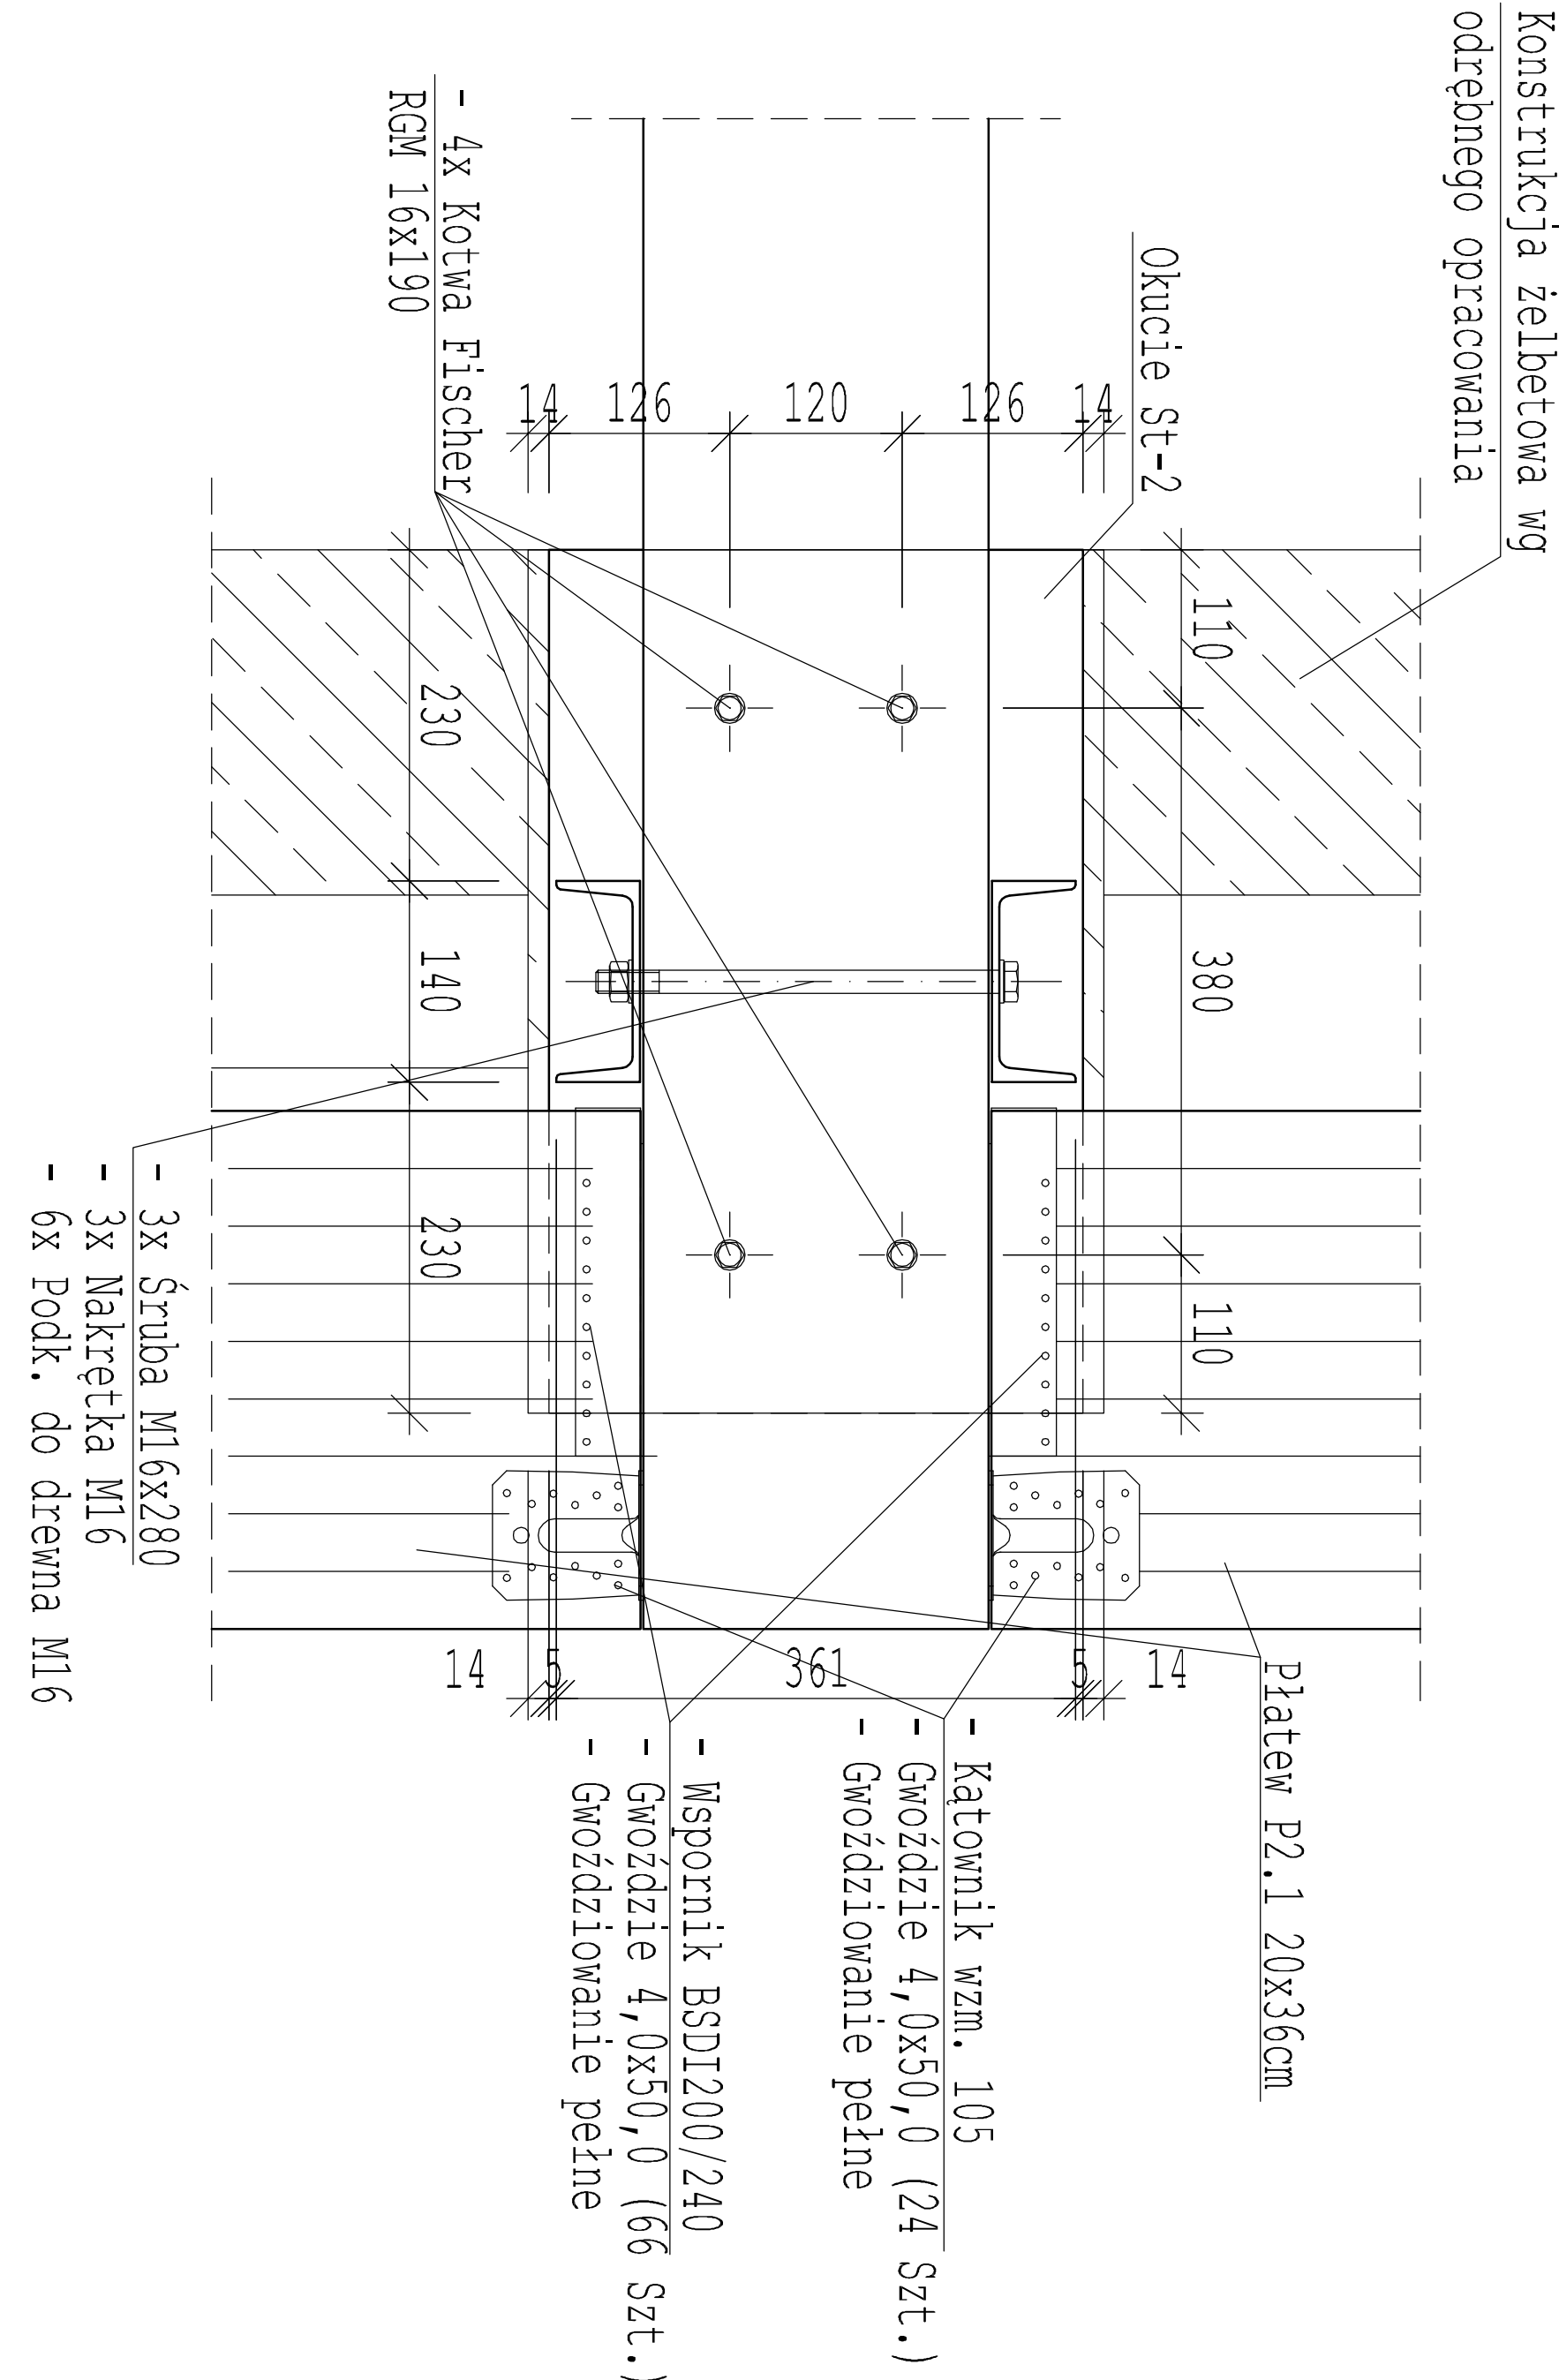 Konstrukcja żelbetowa wg
odrębnego opracowania
Okucie St-2
- 4x Kotwa Fischer
RGM 16x190
14
126
120
126
14
110
380
110
230
140
230
14
5
361
5
14
Płatew P2.1 20x36cm
- Kątownik wzm. 105
- Gwoździe 4,0x50,0 (24 Szt.)
- Gwoździowanie pełne
- Wspornik BSDI200/240
- Gwoździe 4,0x50,0 (66 Szt.)
- Gwoździowanie pełne
- 3x Śruba M16x280
- 3x Nakrętka M16
- 6x Podk. do drewna M16